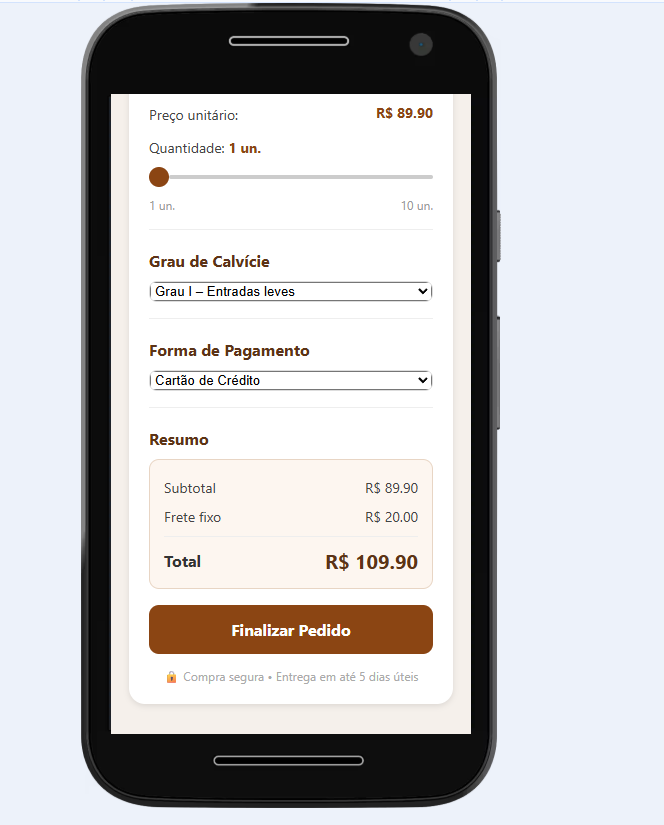 Preço unitário: R$ 89.90
Quantidade: 1 un.
1 un. 10 un.
Grau de Calvície
Grau I – Entradas leves
Forma de Pagamento
Cartão de Crédito
Resumo
Subtotal R$ 89.90
Frete fixo R$ 20.00
Total R$ 109.90
Finalizar Pedido
🔒 Compra segura • Entrega em até 5 dias úteis